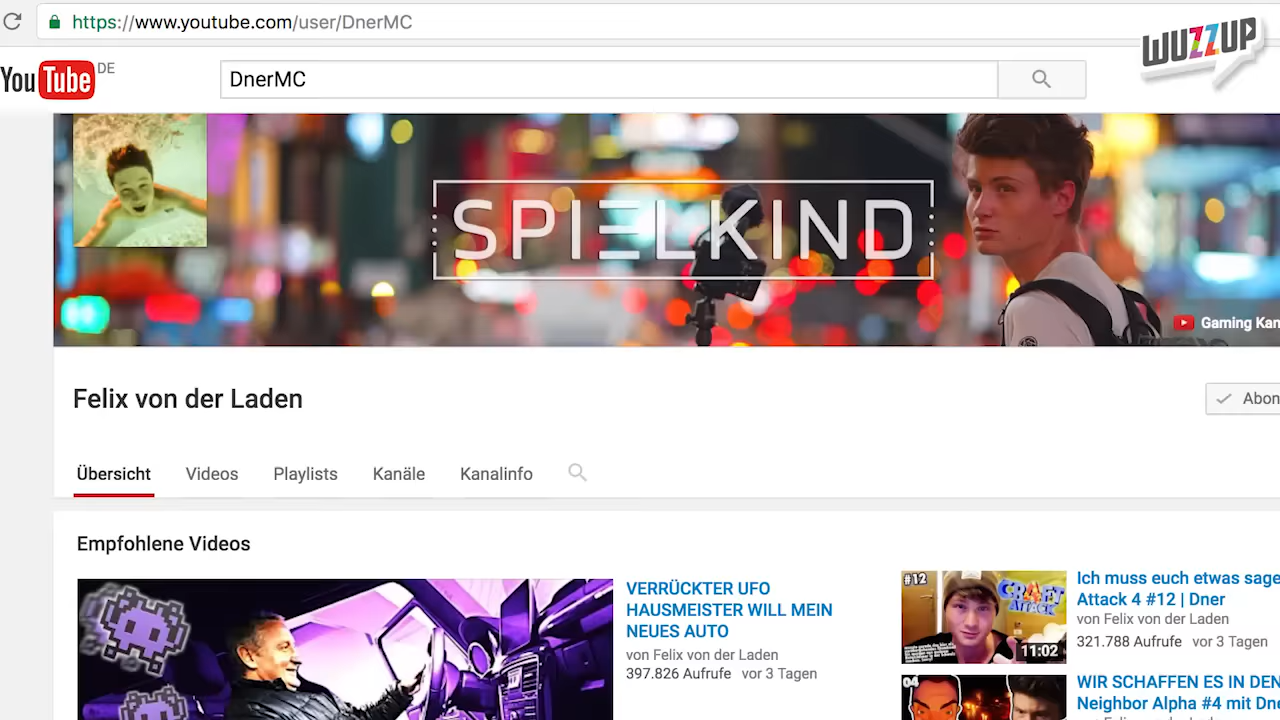 https://www.youtube.com/user/DnerMC
WUZZUP
YouTube DE
DnerMC
SPIELKIND
Gaming Kan
Felix von der Laden
Abon
Übersicht
Videos
Playlists
Kanäle
Kanalinfo
Empfohlene Videos
VERRÜCKTER UFO
HAUSMEISTER WILL MEIN
NEUES AUTO
von Felix von der Laden
397.826 Aufrufe vor 3 Tagen
#12
CRAFT
ATTACK
11:02
Ich muss euch etwas sage
Attack 4 #12 | Dner
von Felix von der Laden
321.788 Aufrufe vor 3 Tagen
04
WIR SCHAFFEN ES IN DEN
Neighbor Alpha #4 mit Dne